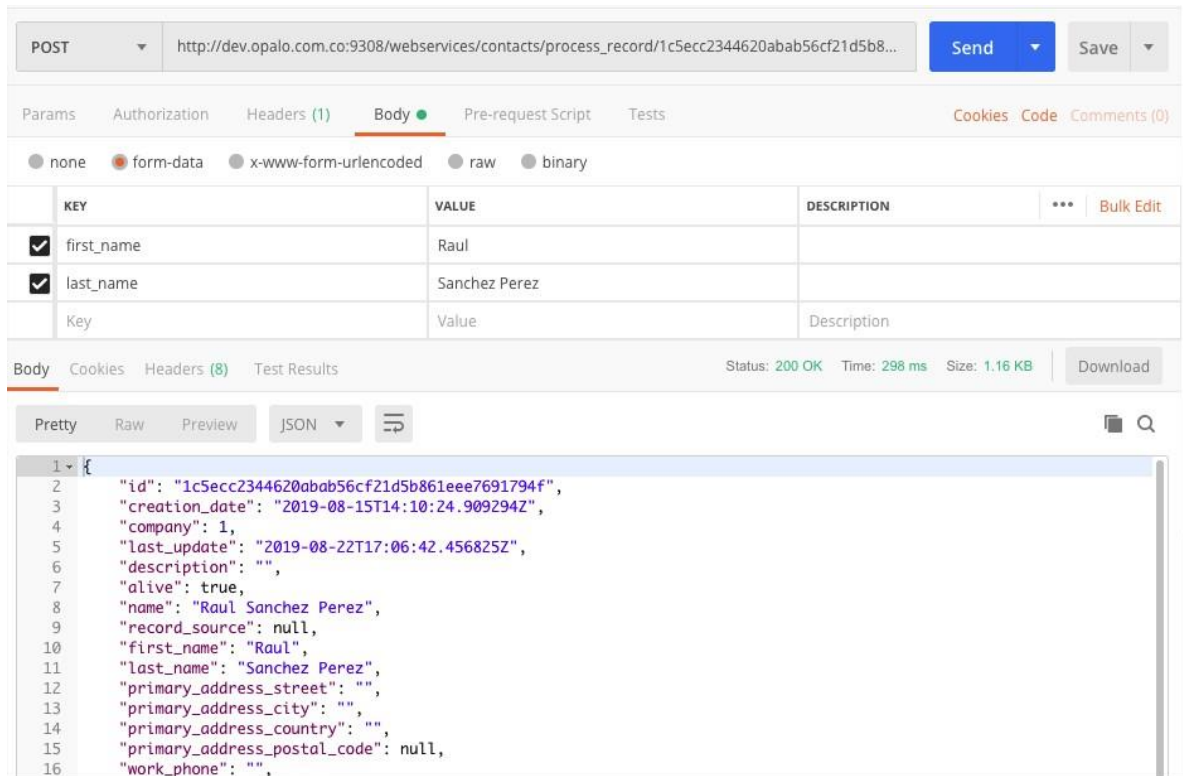 POST http://dev.opalo.com.co:9308/webservices/contacts/process_record/1c5ecc2344620abab56cf21d5b8... Send Save
Params Authorization Headers (1) Body Pre-request Script Tests Cookies Code Comments (0)
none form-data x-www-form-urlencoded raw binary
KEY VALUE DESCRIPTION ••• Bulk Edit
first_name Raul
last_name Sanchez Perez
Key Value Description
Body Cookies Headers (8) Test Results Status: 200 OK Time: 298 ms Size: 1.16 KB Download
Pretty Raw Preview JSON
1 {
2 "id": "1c5ecc2344620abab56cf21d5b861eee7691794f",
3 "creation_date": "2019-08-15T14:10:24.909294Z",
4 "company": 1,
5 "last_update": "2019-08-22T17:06:42.456825Z",
6 "description": "",
7 "alive": true,
8 "name": "Raul Sanchez Perez",
9 "record_source": null,
10 "first_name": "Raul",
11 "last_name": "Sanchez Perez",
12 "primary_address_street": "",
13 "primary_address_city": "",
14 "primary_address_country": "",
15 "primary_address_postal_code": null,
16 "work_phone": "",